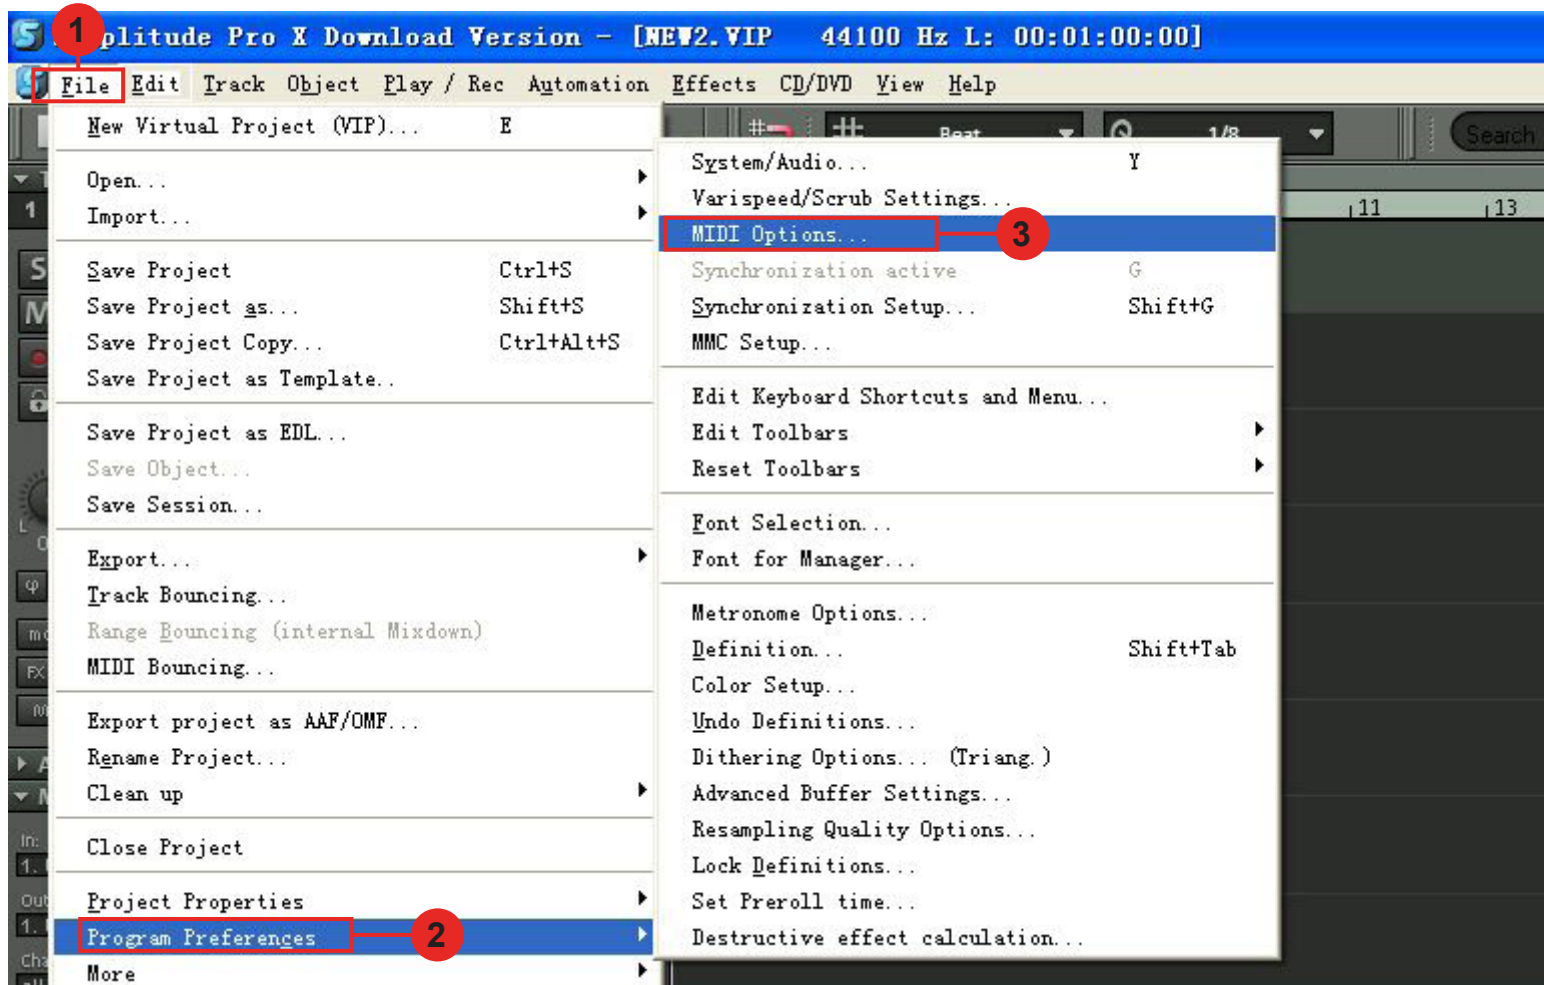 1
plitude Pro X Download Version - [NEW2.VIP 44100 Hz L: 00:01:00:00]
File Edit Track Object Play / Rec Automation Effects CD/DVD View Help
New Virtual Project (VIP)... E
Open...
Import...
Save Project Ctrl+S
Save Project as... Shift+S
Save Project Copy... Ctrl+Alt+S
Save Project as Template..
Save Project as EDL...
Save Object...
Save Session...
Export...
Track Bouncing...
Range Bouncing (internal Mixdown)
MIDI Bouncing...
Export project as AAF/OMF...
Rename Project...
Clean up
Close Project
Project Properties
Program Preferences 2
More
Beat 1/8 Search
System/Audio... Y
Varispeed/Scrub Settings...
MIDI Options... 3
Synchronization active G
Synchronization Setup... Shift+G
MMC Setup...
Edit Keyboard Shortcuts and Menu...
Edit Toolbars
Reset Toolbars
Font Selection...
Font for Manager...
Metronome Options...
Definition... Shift+Tab
Color Setup...
Undo Definitions...
Dithering Options... (Triang.)
Advanced Buffer Settings...
Resampling Quality Options...
Lock Definitions...
Set Preroll time...
Destructive effect calculation...
11 13
1
S
M
L
φ
FX
In:
1.
Out
1.